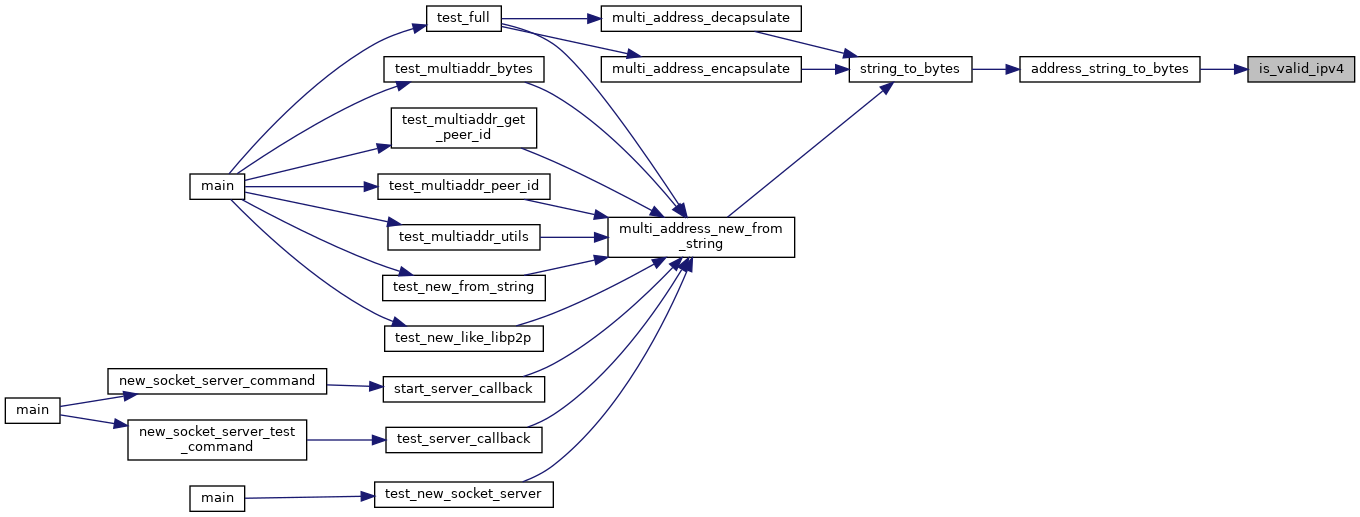 test_full
multi_address_decapsulate
test_multiaddr_bytes
multi_address_encapsulate
string_to_bytes
address_string_to_bytes
is_valid_ipv4
test_multiaddr_get
_peer_id
main
test_multiaddr_peer_id
test_multiaddr_utils
multi_address_new_from
_string
test_new_from_string
test_new_like_libp2p
new_socket_server_command
start_server_callback
main
new_socket_server_test
_command
test_server_callback
main
test_new_socket_server